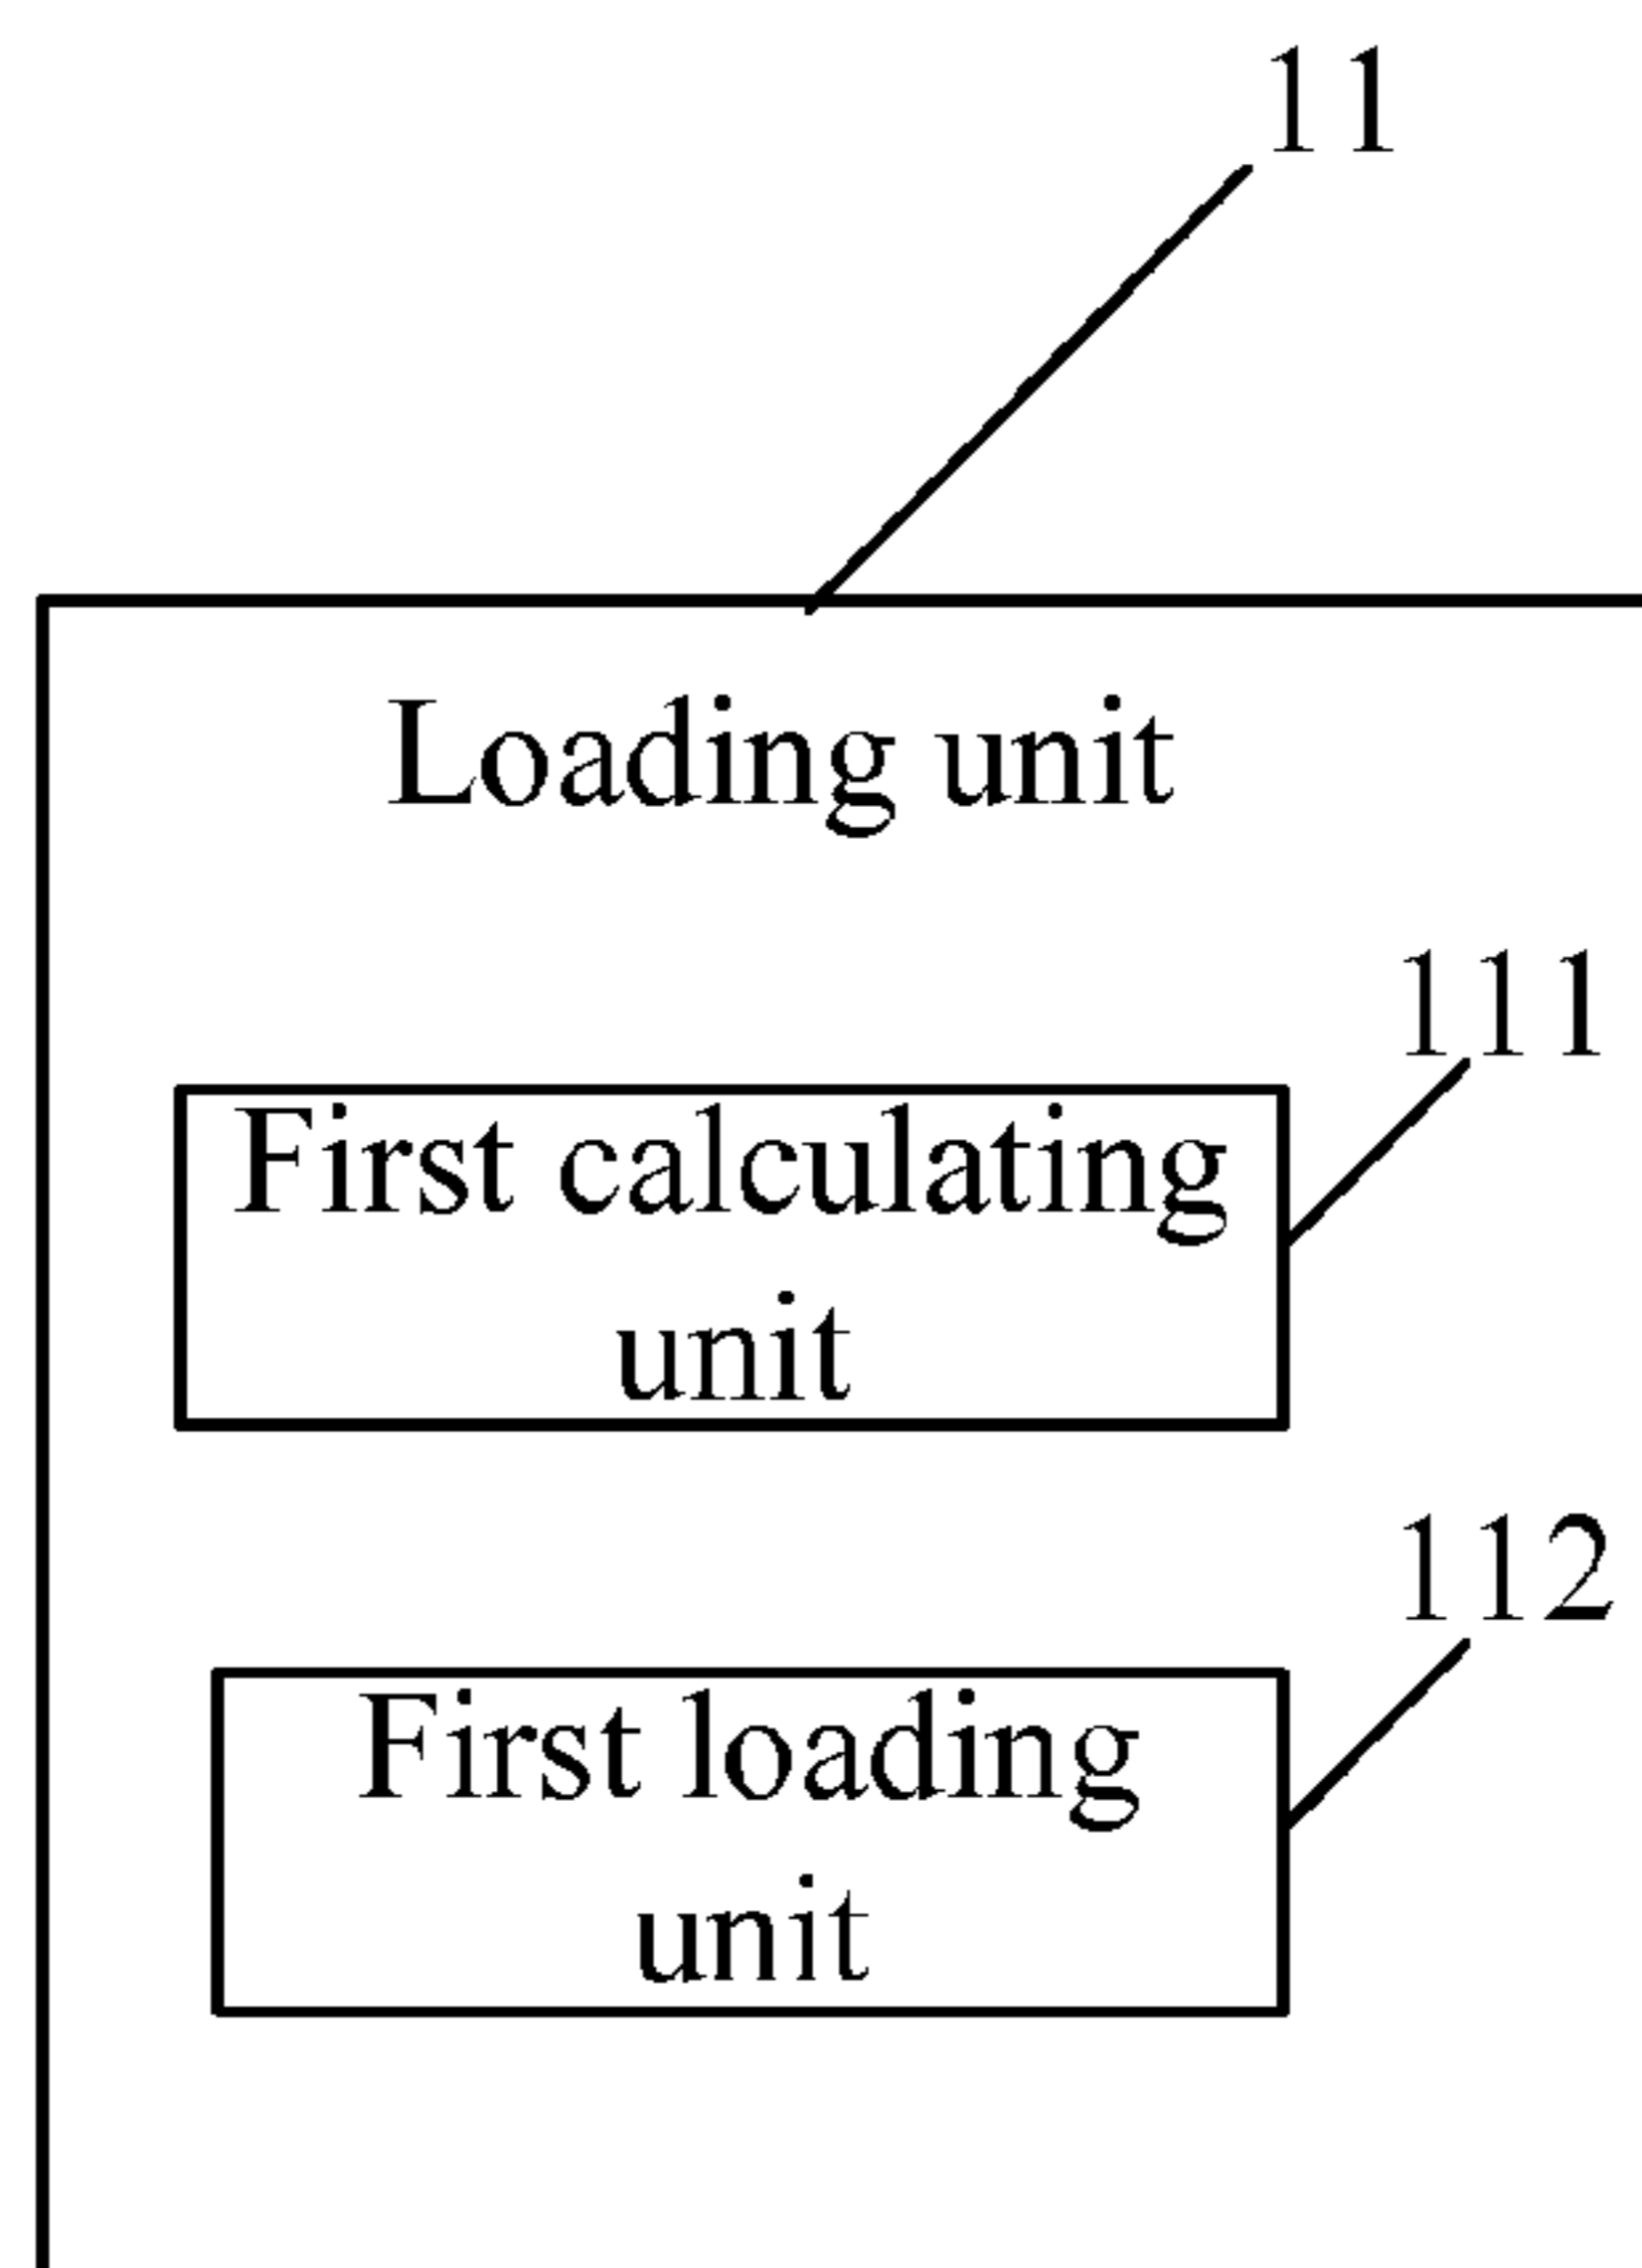 11
Loading unit
111
First calculating
unit
112
First loading
unit